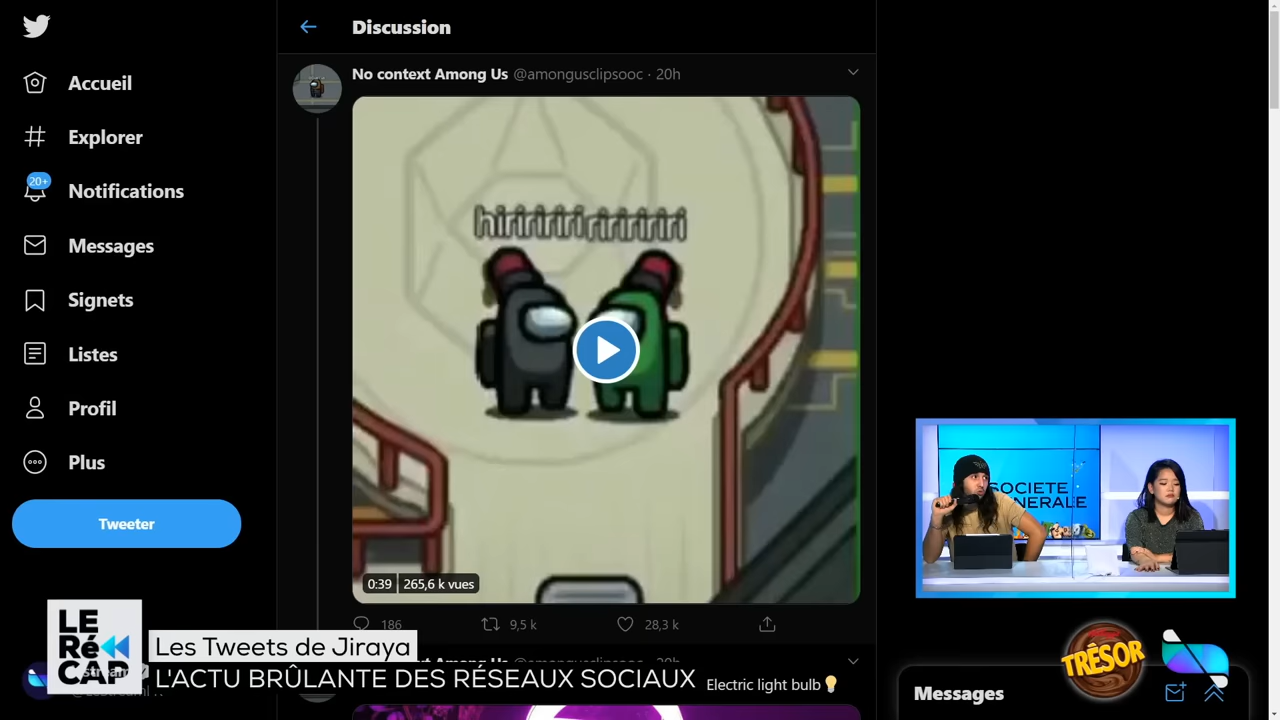 Discussion
Accueil
Explorer
20+
Notifications
Messages
Signets
Listes
Profil
Plus
Tweeter
No context Among Us @amongusclipsooc · 20h
hiriririri
riririririri
0:39 265,6 k vues
186
9,5 k
28,3 k
SOCIETE
LE
Ré
CAP
Les Tweets de Jiraya
L'ACTU BRÛLANTE DES RÉSEAUX SOCIAUX
Electric light bulb
TRÉSOR
Messages